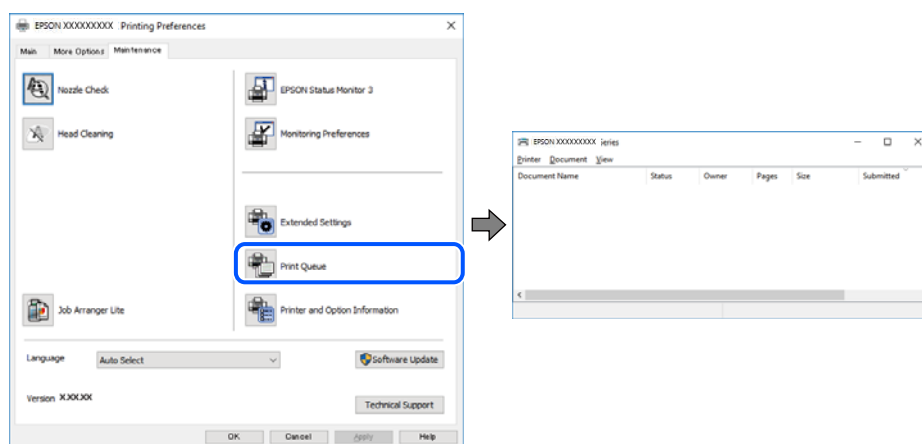 EPSON XXXXXXXXX Printing Preferences
Main More Options Maintenance
Nozzle Check
EPSON Status Monitor 3
Head Cleaning
Monitoring Preferences
Extended Settings
Print Queue
Job Arranger Lite
Printer and Option Information
Language Auto Select
Software Update
Version X.XX.XX
Technical Support
OK Cancel Apply Help
EPSON XXXXXXXXX
Printer Document View
Document Name Status Owner Pages Size Submitted